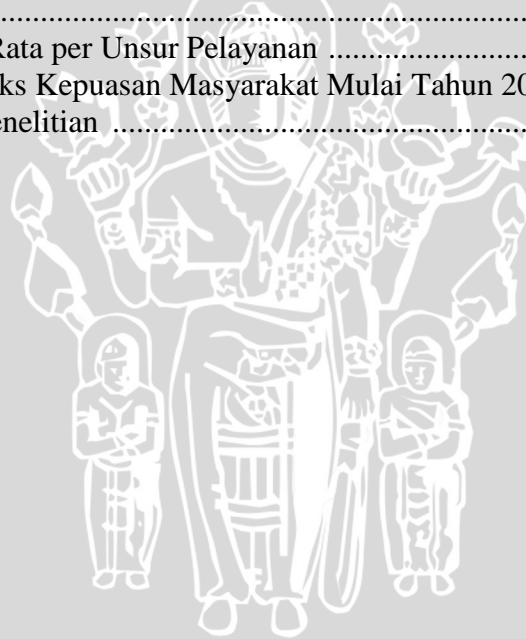 ..............................................................
Rata per Unsur Pelayanan ........................
ks Kepuasan Masyarakat Mulai Tahun 20
enelitian ..................................................